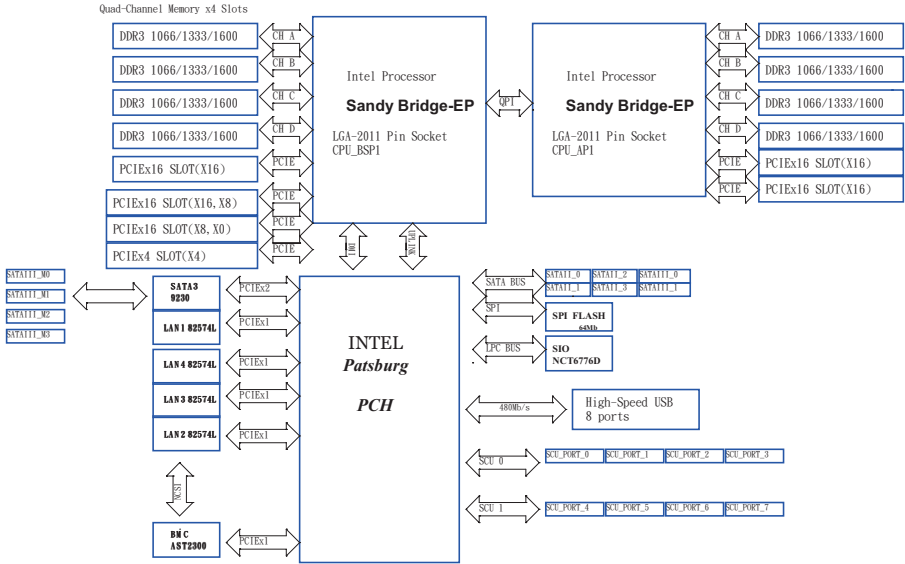 Quad-Channel Memory x4 Slots
DDR3 1066/1333/1600
CH A
DDR3 1066/1333/1600
CH B
DDR3 1066/1333/1600
CH C
DDR3 1066/1333/1600
CH D
PCIEx16 SLOT(X16)
PCIE
PCIEx16 SLOT(X16,X8)
PCIE
PCIEx16 SLOT(X8,X0)
PCIE
PCIEx4 SLOT(X4)
PCIE
Intel Processor
Sandy Bridge-EP
LGA-2011 Pin Socket
CPU_BSP1
QPI
Intel Processor
Sandy Bridge-EP
LGA-2011 Pin Socket
CPU_AP1
CH A
DDR3 1066/1333/1600
CH B
DDR3 1066/1333/1600
CH C
DDR3 1066/1333/1600
CH D
DDR3 1066/1333/1600
PCIE
PCIEx16 SLOT(X16)
PCIE
PCIEx16 SLOT(X16)
DMI
UPLINK
SATAIII_M0
SATAIII_M1
SATAIII_M2
SATAIII_M3
SATA3
9230
PCIEx2
LAN1 82574L
PCIEx1
LAN4 82574L
PCIEx1
LAN3 82574L
PCIEx1
LAN2 82574L
PCIEx1
NCSI
BMC
AST2300
PCIEx1
INTEL
Patsburg
PCH
SATA BUS
SATAII_0 SATAII_2 SATAIII_0
SATAII_1 SATAII_3 SATAIII_1
SPI
SPI FLASH
64Mb
LPC BUS
SIO
NCT6776D
480Mb/s
High-Speed USB
8 ports
SCU 0
SCU_PORT_0 SCU_PORT_1 SCU_PORT_2 SCU_PORT_3
SCU 1
SCU_PORT_4 SCU_PORT_5 SCU_PORT_6 SCU_PORT_7